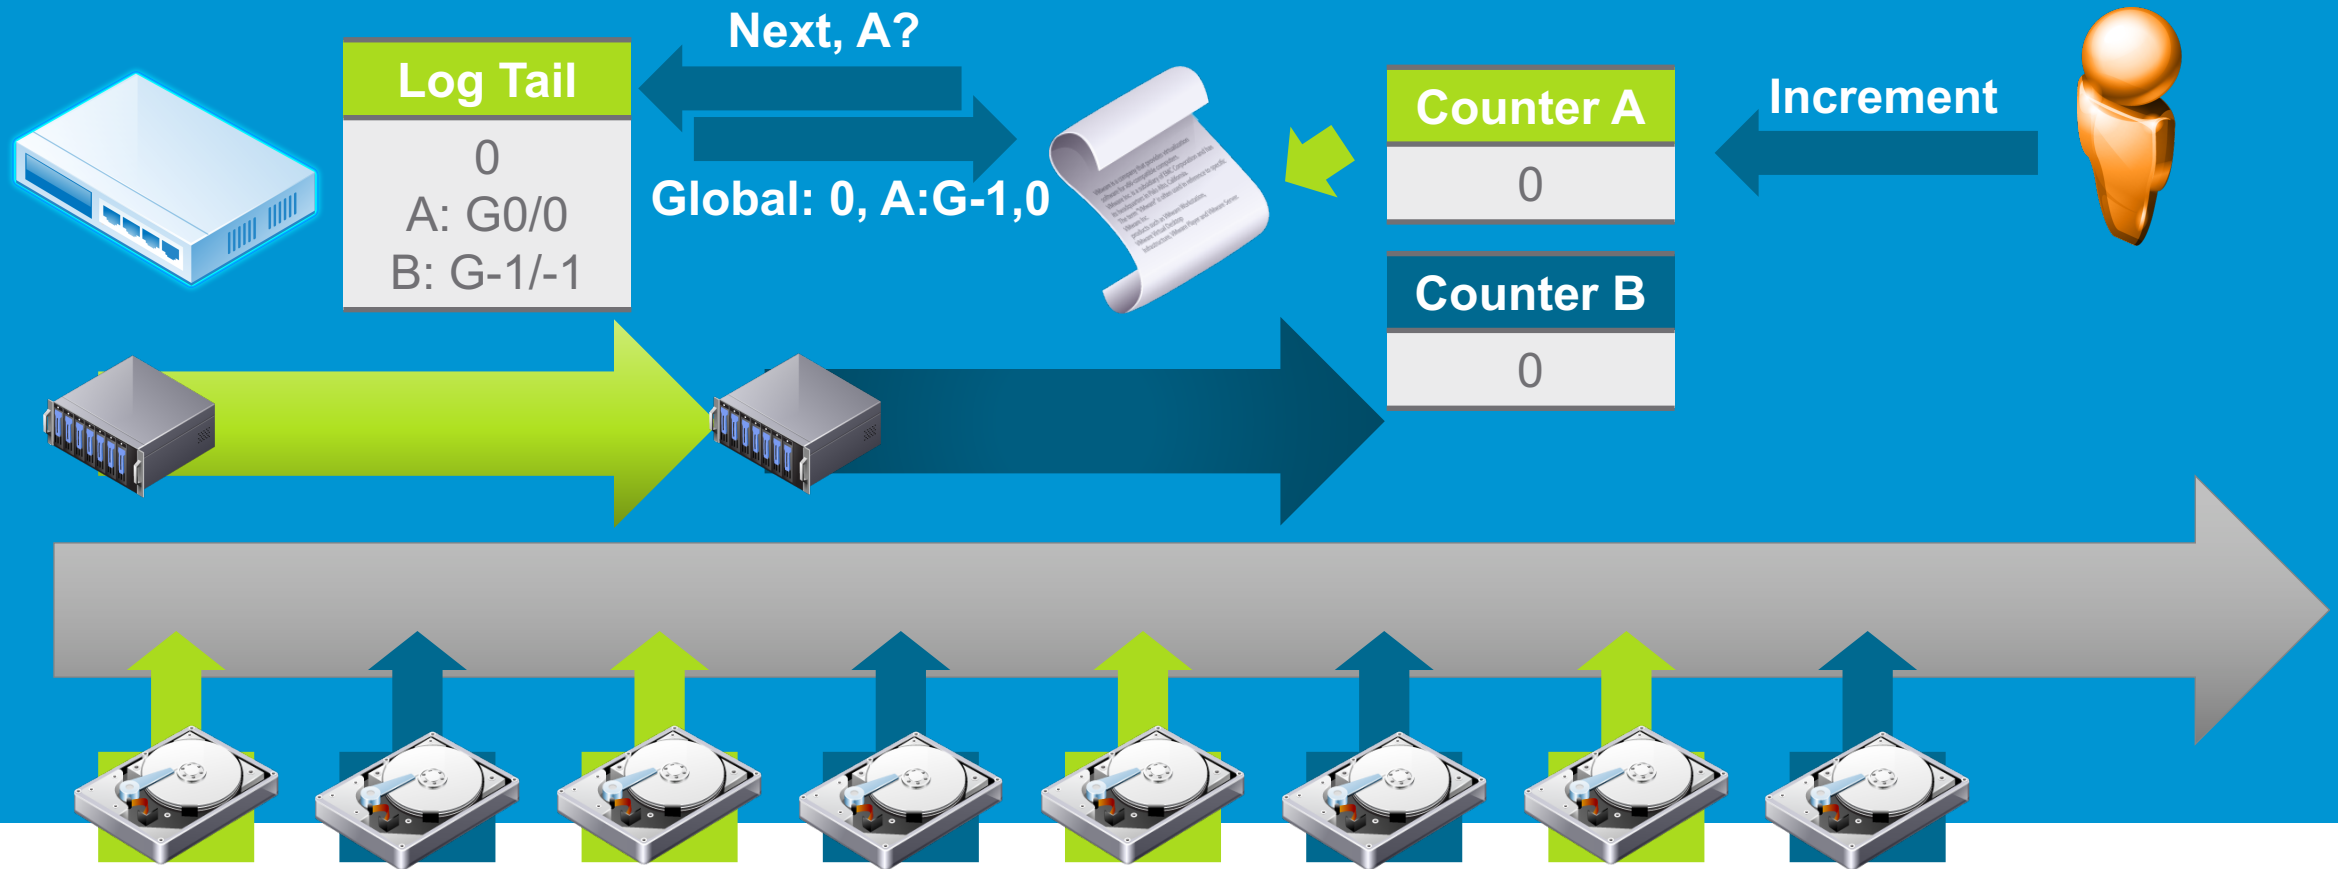 Next, A?
Log Tail
0
A: G0/0
B: G-1/-1
Global: 0, A:G-1,0
Counter A
0
Increment
Counter B
0